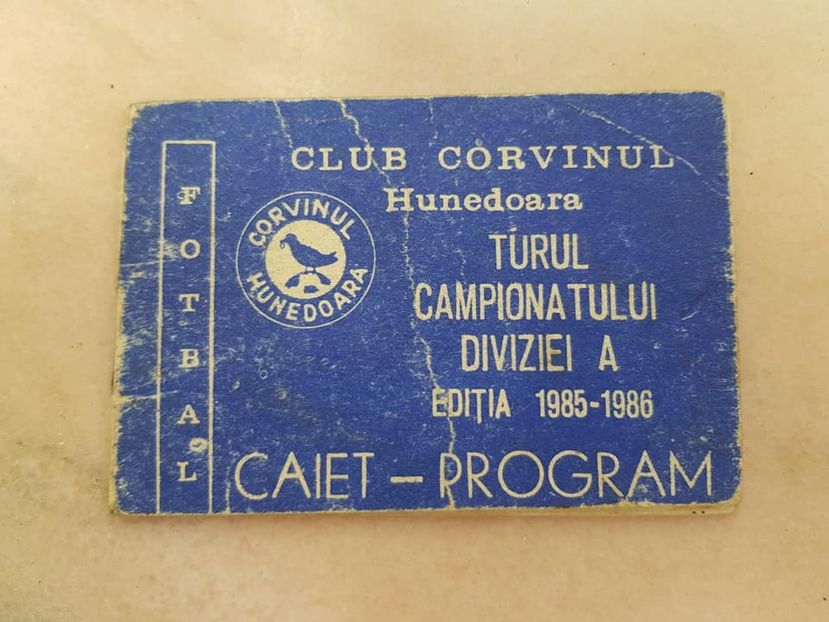 FOTBAL
CLUB CORVINUL
Hunedoara
CORVINUL
HUNEDOARA
TURUL
CAMPIONATULUI
DIVIZIEI A
EDIȚIA 1985-1986
CAIET - PROGRAM